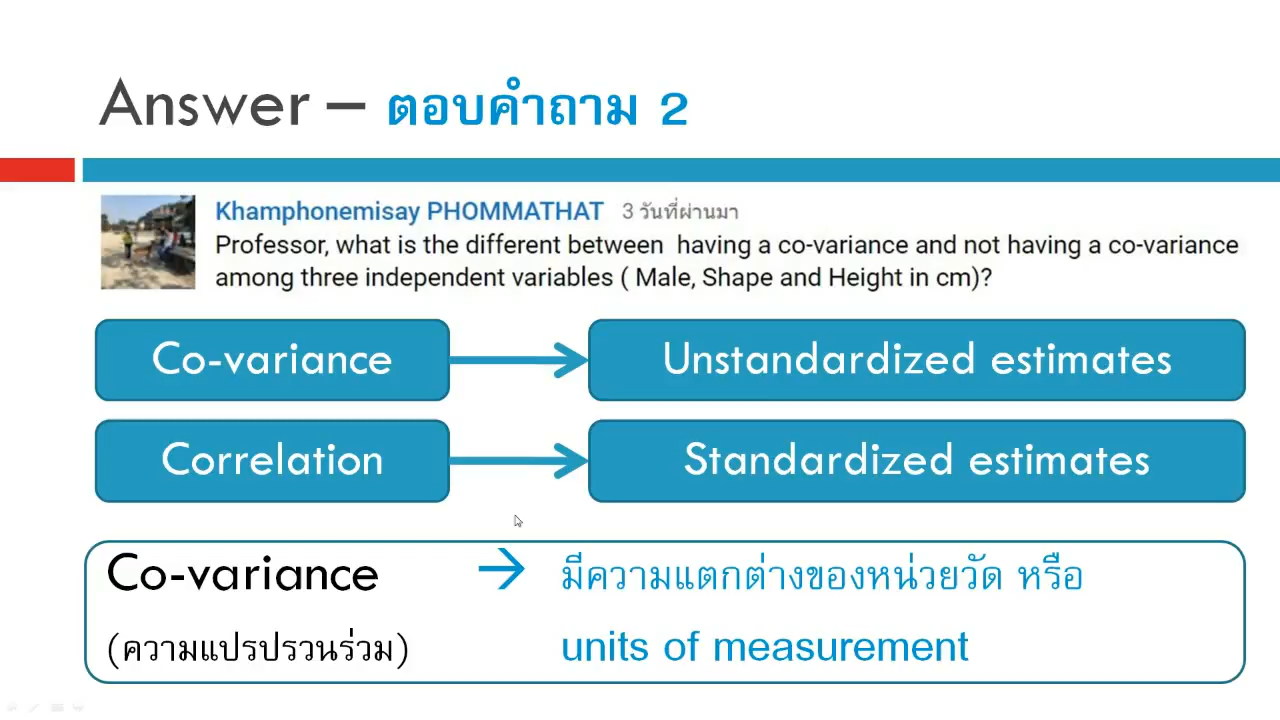 Answer – ตอบคำถาม 2
Khamphonemisay PHOMMATHAT 3 วันที่ผ่านมา
Professor, what is the different between having a co-variance and not having a co-variance
among three independent variables ( Male, Shape and Height in cm)?
Co-variance → Unstandardized estimates
Correlation → Standardized estimates
Co-variance → มีความแตกต่างของหน่วยวัด หรือ
(ความแปรปรวนร่วม) units of measurement